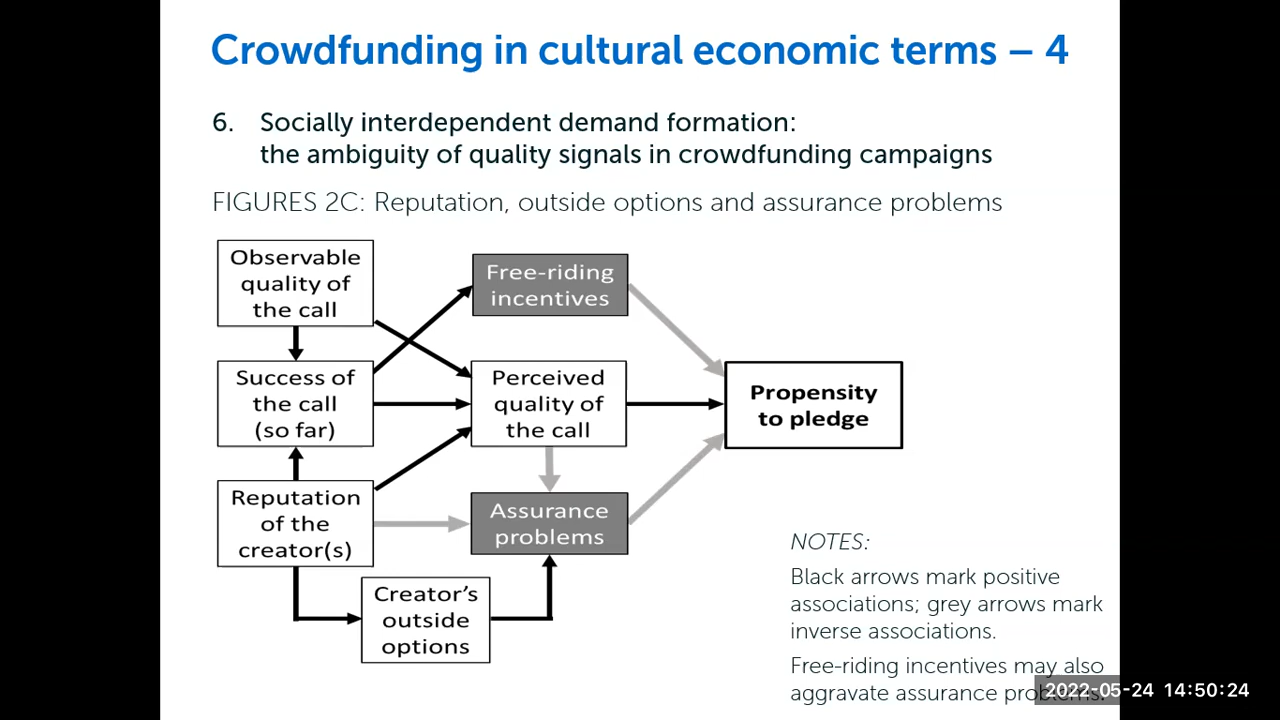 Crowdfunding in cultural economic terms – 4
6. Socially interdependent demand formation:
the ambiguity of quality signals in crowdfunding campaigns
FIGURES 2C: Reputation, outside options and assurance problems
Observable
quality of
the call
Free-riding
incentives
Success of
the call
(so far)
Perceived
quality of
the call
Propensity
to pledge
Reputation
of the
creator(s)
Assurance
problems
Creator's
outside
options
NOTES:
Black arrows mark positive
associations; grey arrows mark
inverse associations.
Free-riding incentives may also
aggravate assurance problems.
2022-05-24 14:50:24